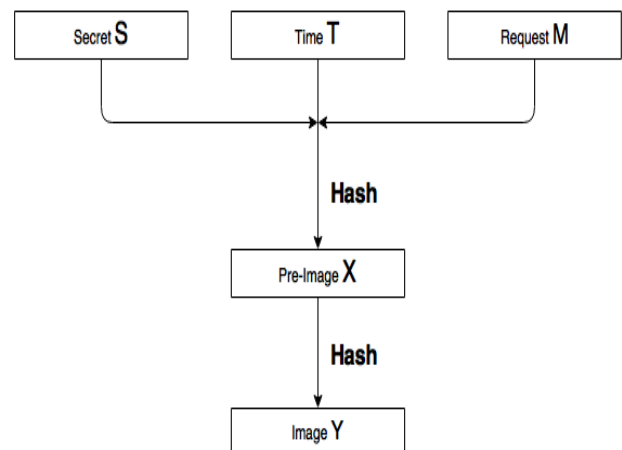 Secret S
Time T
Request M
Hash
Pre-Image X
Hash
Image Y